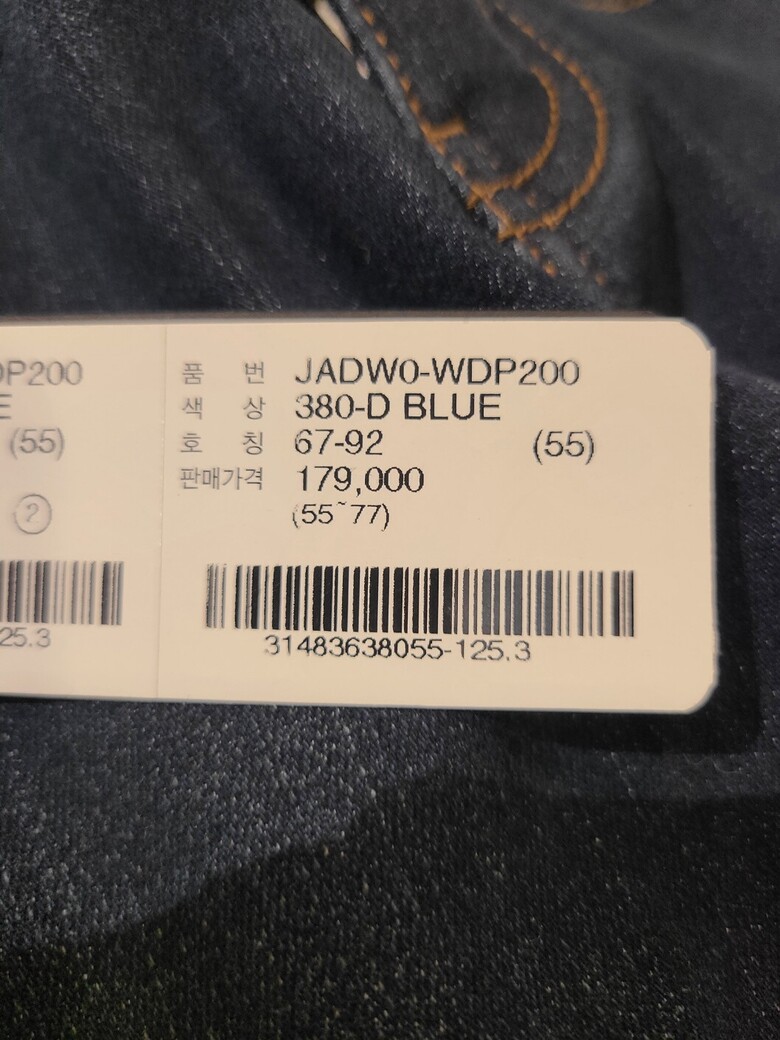 DP200
E
(55)
2
25.3
품 번 JADW0-WDP200
색 상 380-D BLUE
호 칭 67-92 (55)
판매가격 179,000
(55~77)
31483638055-125.3